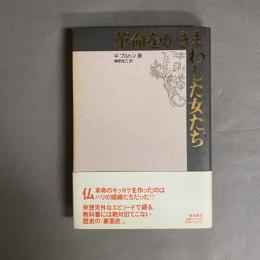 革命をかきまわした女たち
ギ・ブルトン 著
仏 革命のキッカケを作ったのは
パリの娼婦たちだった!!
奇想天外なエピソードで綴る、
教科書には絶対出てこない
歴史の「裏面史」。